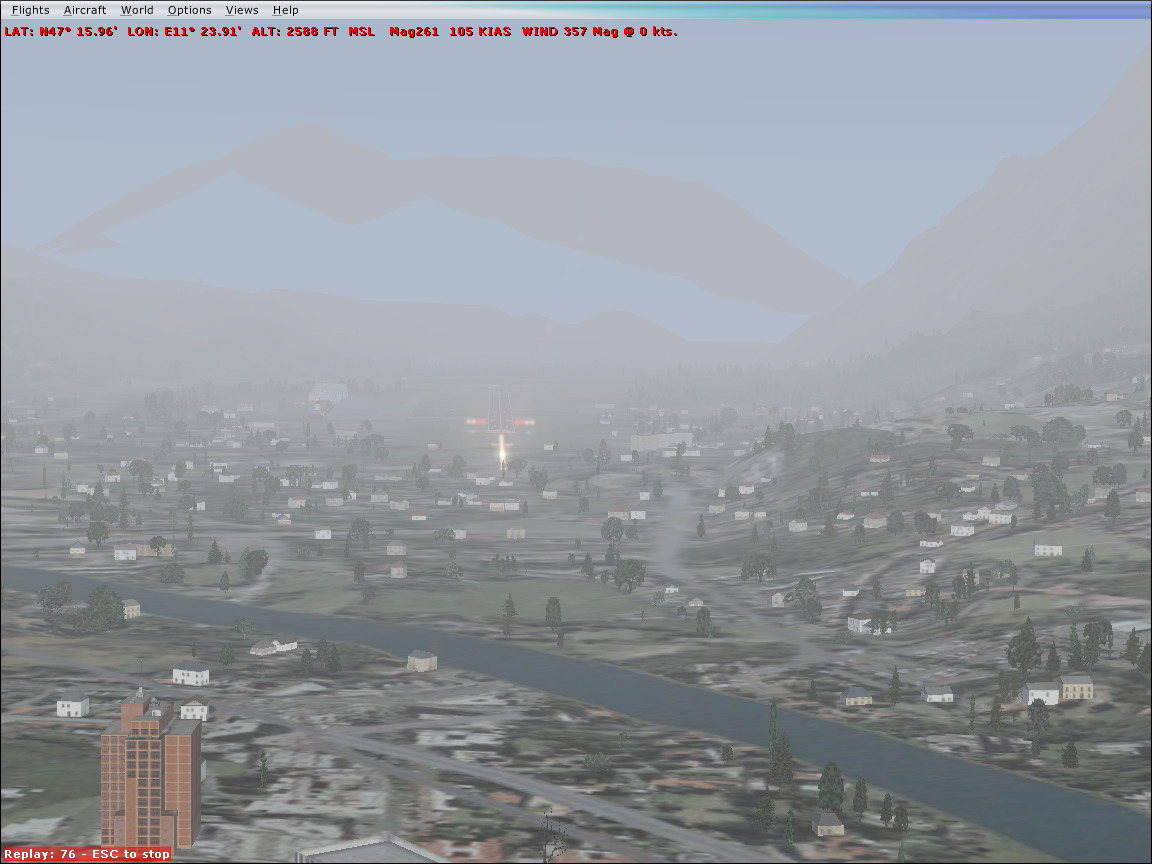 Flights Aircraft World Options Views Help
LAT: N47° 15.96' LON: E11° 23.91' ALT: 2588 FT MSL Mag261 105 KIAS WIND 357 Mag @ 0 kts.
Replay: 76 - ESC to stop